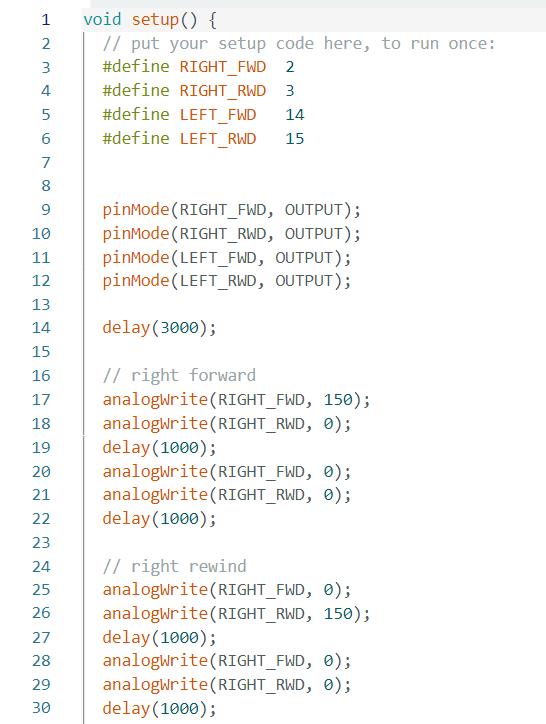 1 void setup() {
2 // put your setup code here, to run once:
3 #define RIGHT_FWD 2
4 #define RIGHT_RWD 3
5 #define LEFT_FWD 14
6 #define LEFT_RWD 15
7
8
9 pinMode(RIGHT_FWD, OUTPUT);
10 pinMode(RIGHT_RWD, OUTPUT);
11 pinMode(LEFT_FWD, OUTPUT);
12 pinMode(LEFT_RWD, OUTPUT);
13
14 delay(3000);
15
16 // right forward
17 analogWrite(RIGHT_FWD, 150);
18 analogWrite(RIGHT_RWD, 0);
19 delay(1000);
20 analogWrite(RIGHT_FWD, 0);
21 analogWrite(RIGHT_RWD, 0);
22 delay(1000);
23
24 // right rewind
25 analogWrite(RIGHT_FWD, 0);
26 analogWrite(RIGHT_RWD, 150);
27 delay(1000);
28 analogWrite(RIGHT_FWD, 0);
29 analogWrite(RIGHT_RWD, 0);
30 delay(1000);